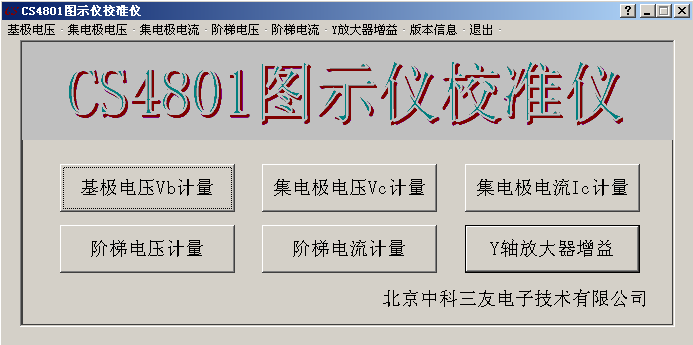 CS4801图示仪校准仪
基极电压 集电极电压 集电极电流 阶梯电压 阶梯电流 Y放大器增益 版本信息 退出
CS4801图示仪校准仪
基极电压Vb计量 集电极电压Vc计量 集电极电流Ic计量
阶梯电压计量 阶梯电流计量 Y轴放大器增益
北京中科三友电子技术有限公司